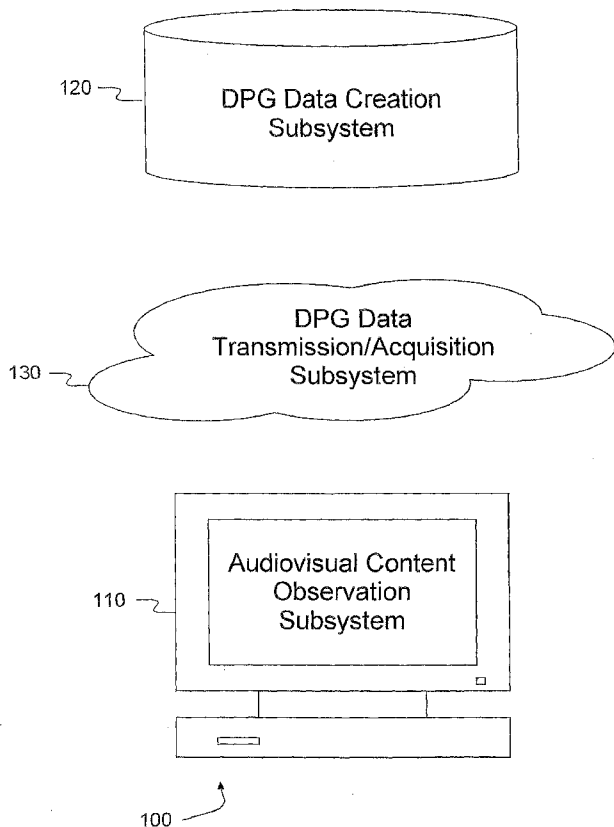 120
DPG Data Creation
Subsystem
DPG Data
Transmission/Acquisition
Subsystem
130
Audiovisual Content
Observation
Subsystem
110
100